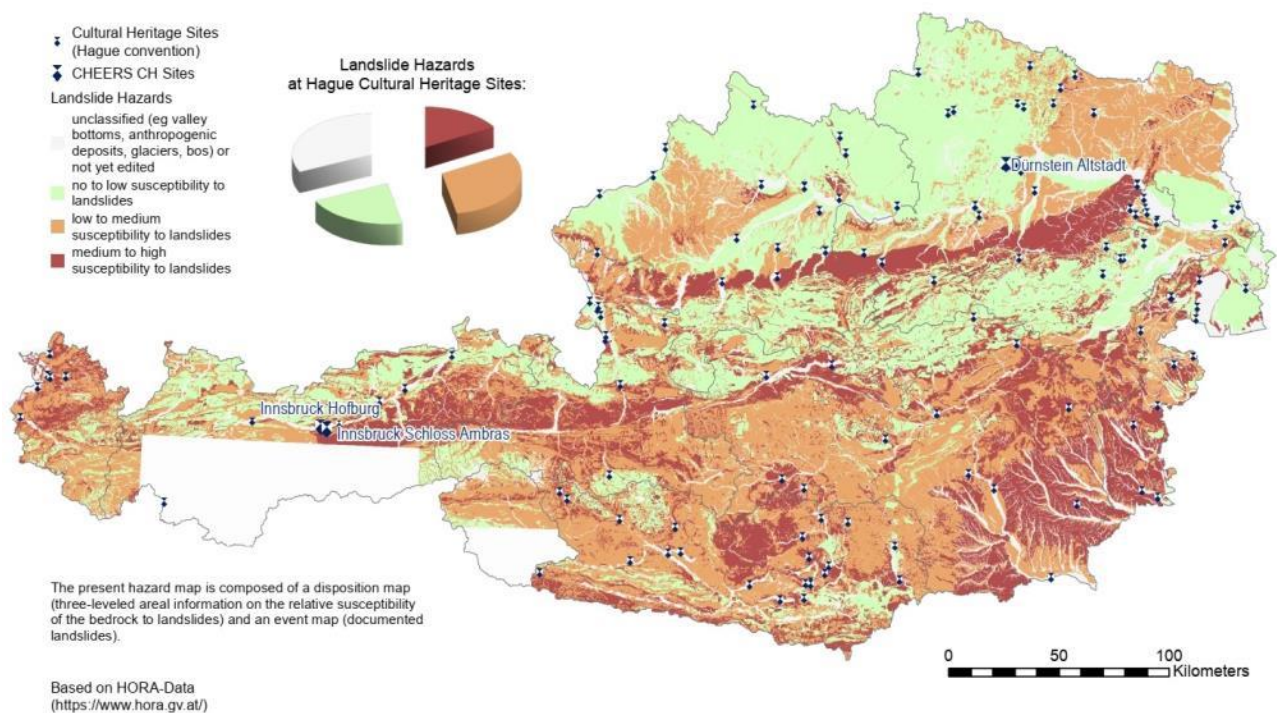 Cultural Heritage Sites
(Hague convention)
CHEERS CH Sites
Landslide Hazards
unclassified (eg valley
bottoms, anthropogenic
deposits, glaciers, bos) or
not yet edited
no to low susceptibility to
landslides
low to medium
susceptibility to landslides
medium to high
susceptibility to landslides
Landslide Hazards
at Hague Cultural Heritage Sites:
Dürnstein Altstadt
Innsbruck Hofburg
Innsbruck Schloss Ambras
The present hazard map is composed of a disposition map
(three-leveled areal information on the relative susceptibility
of the bedrock to landslides) and an event map (documented
landslides).
Based on HORA-Data
(https://www.hora.gv.at/)
0 50 100
Kilometers